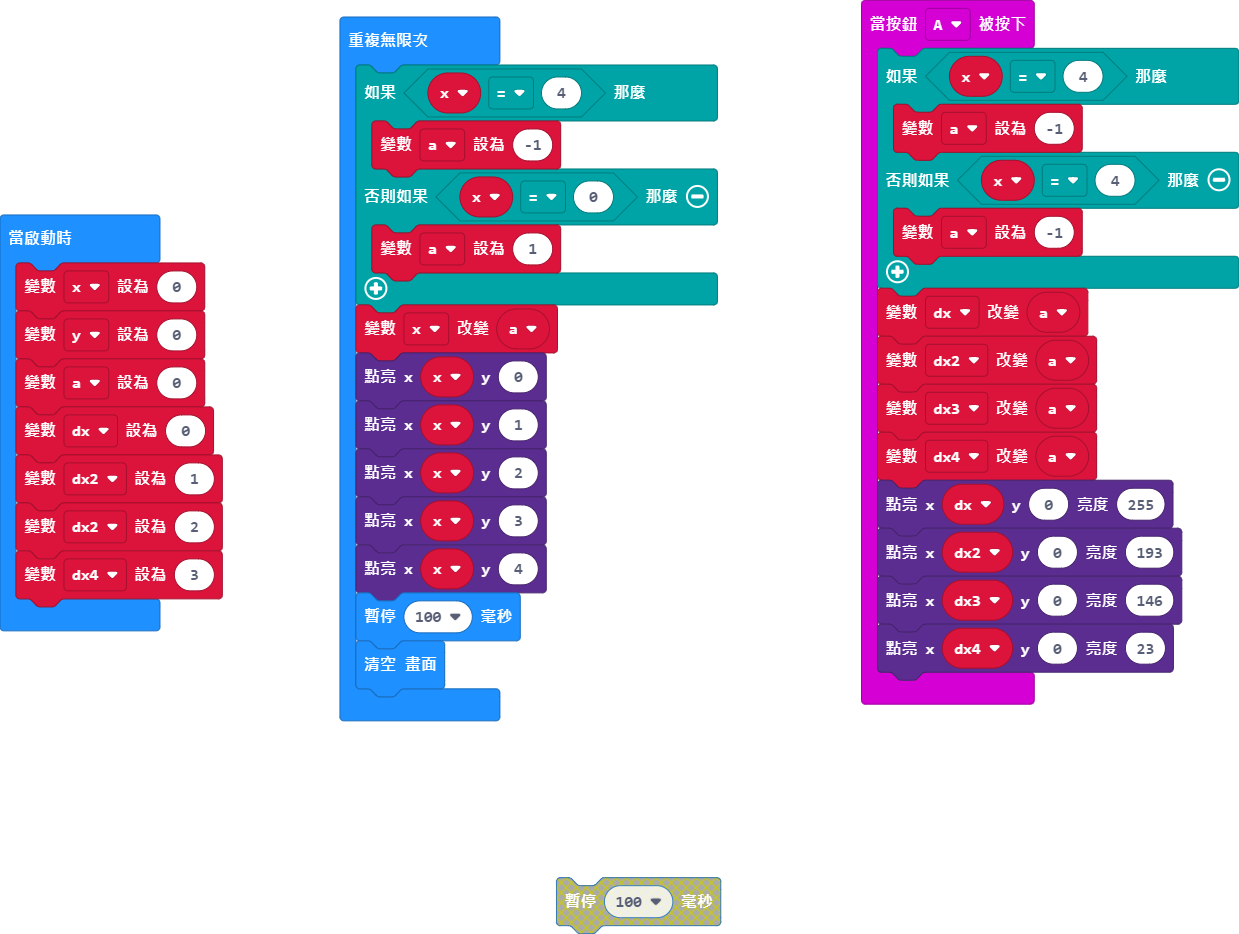 當啟動時
變數 x 設為 0
變數 y 設為 0
變數 a 設為 0
變數 dx 設為 0
變數 dx2 設為 1
變數 dx2 設為 2
變數 dx4 設為 3
重複無限次
如果 x = 4 那麼
變數 a 設為 -1
否則如果 x = 0 那麼
變數 a 設為 1
變數 x 改變 a
點亮 x x y 0
點亮 x x y 1
點亮 x x y 2
點亮 x x y 3
點亮 x x y 4
暫停 100 毫秒
清空 畫面
當按鈕 A 被按下
如果 x = 4 那麼
變數 a 設為 -1
否則如果 x = 4 那麼
變數 a 設為 -1
變數 dx 改變 a
變數 dx2 改變 a
變數 dx3 改變 a
變數 dx4 改變 a
點亮 x dx y 0 亮度 255
點亮 x dx2 y 0 亮度 193
點亮 x dx3 y 0 亮度 146
點亮 x dx4 y 0 亮度 23
暫停 100 毫秒